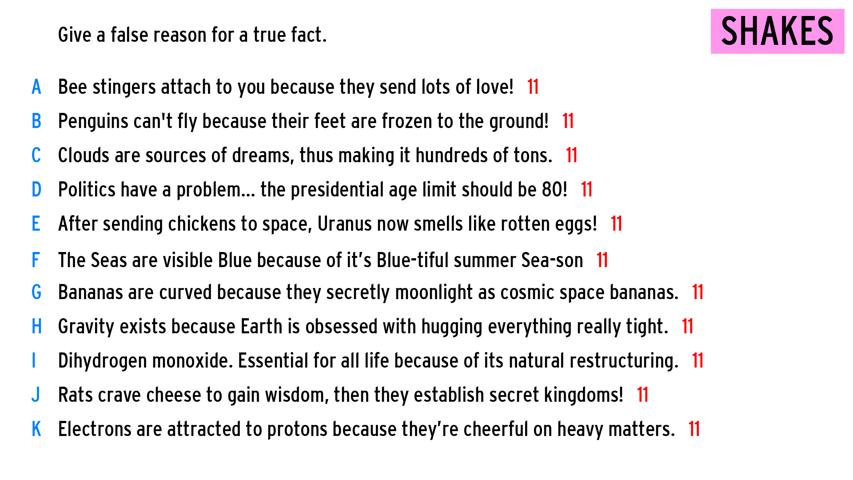 Give a false reason for a true fact.
SHAKES
A Bee stingers attach to you because they send lots of love! 11
B Penguins can't fly because their feet are frozen to the ground! 11
C Clouds are sources of dreams, thus making it hundreds of tons. 11
D Politics have a problem... the presidential age limit should be 80! 11
E After sending chickens to space, Uranus now smells like rotten eggs! 11
F The Seas are visible Blue because of it’s Blue-tiful summer Sea-son 11
G Bananas are curved because they secretly moonlight as cosmic space bananas. 11
H Gravity exists because Earth is obsessed with hugging everything really tight. 11
I Dihydrogen monoxide. Essential for all life because of its natural restructuring. 11
J Rats crave cheese to gain wisdom, then they establish secret kingdoms! 11
K Electrons are attracted to protons because they’re cheerful on heavy matters. 11